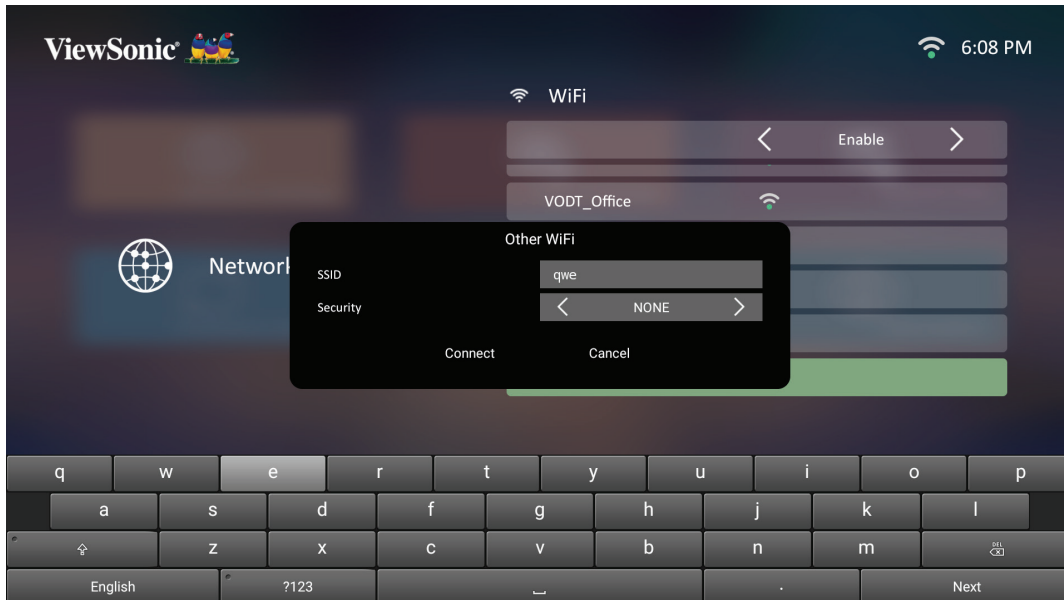 ViewSonic®
6:08 PM
WiFi
Enable
VODT_Office
Other WiFi
Network
SSID qwe
Security NONE
Connect Cancel
q w e r t y u i o p
a s d f g h j k l
z x c v b n m DEL
English ?123 . Next